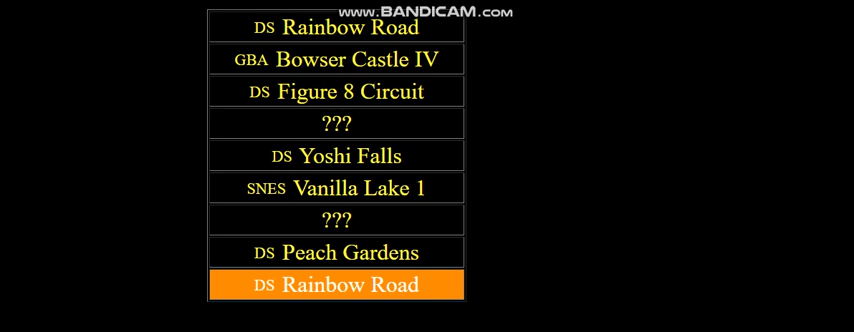 www.BANDICAM.com
DS Rainbow Road
GBA Bowser Castle IV
DS Figure 8 Circuit
???
DS Yoshi Falls
SNES Vanilla Lake 1
???
DS Peach Gardens
DS Rainbow Road